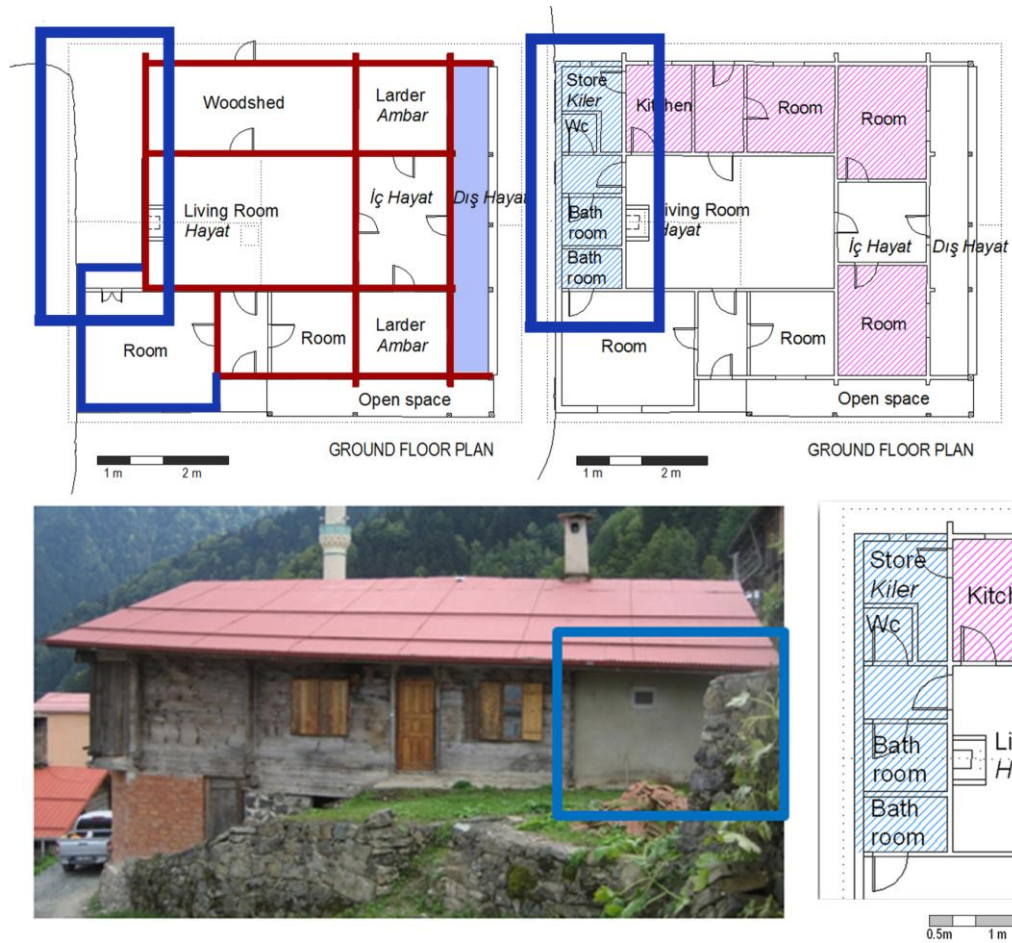 Woodshed
Larder
Ambar
Living Room
Hayat
İç Hayat
Dış Hayat
Room
Room
Larder
Ambar
Open space
GROUND FLOOR PLAN
1 m
2 m
Store
Kiler
Wc
Kitchen
Room
Room
Bath
room
Bath
room
iving Room
Hayat
İç Hayat
Dış Hayat
Room
Room
Room
Open space
GROUND FLOOR PLAN
1 m
2 m
Store
Kiler
Wc
Kitch
Bath
room
Bath
room
Li
H
0.5m
1 m